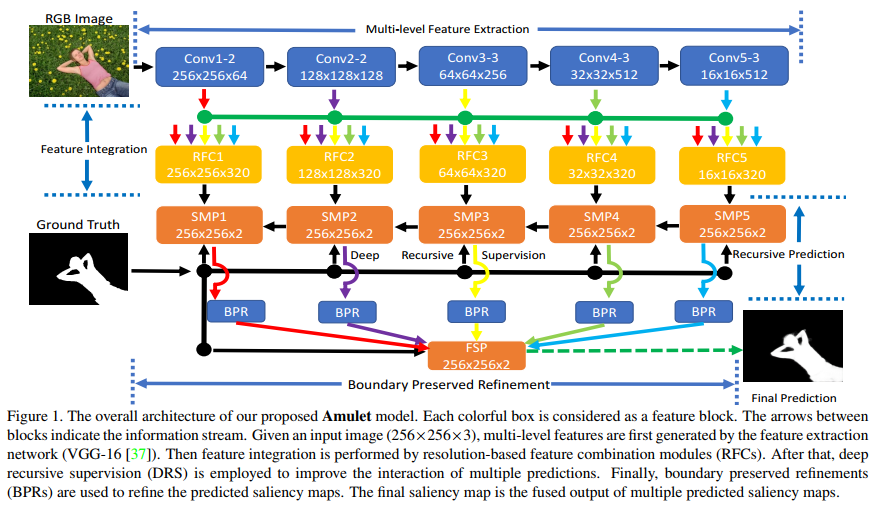 RGB Image
Multi-level Feature Extraction
Conv1-2
256x256x64
Conv2-2
128x128x128
Conv3-3
64x64x256
Conv4-3
32x32x512
Conv5-3
16x16x512
Feature Integration
RFC1
256x256x320
RFC2
128x128x320
RFC3
64x64x320
RFC4
32x32x320
RFC5
16x16x320
Ground Truth
SMP1
256x256x2
SMP2
256x256x2
SMP3
256x256x2
SMP4
256x256x2
SMP5
256x256x2
Deep
Recursive
Supervision
Recursive Prediction
BPR
BPR
BPR
BPR
BPR
FSP
256x256x2
Boundary Preserved Refinement
Final Prediction
Figure 1. The overall architecture of our proposed Amulet model. Each colorful box is considered as a feature block. The arrows between
blocks indicate the information stream. Given an input image (256×256×3), multi-level features are first generated by the feature extraction
network (VGG-16 [37]). Then feature integration is performed by resolution-based feature combination modules (RFCs). After that, deep
recursive supervision (DRS) is employed to improve the interaction of multiple predictions. Finally, boundary preserved refinements
(BPRs) are used to refine the predicted saliency maps. The final saliency map is the fused output of multiple predicted saliency maps.